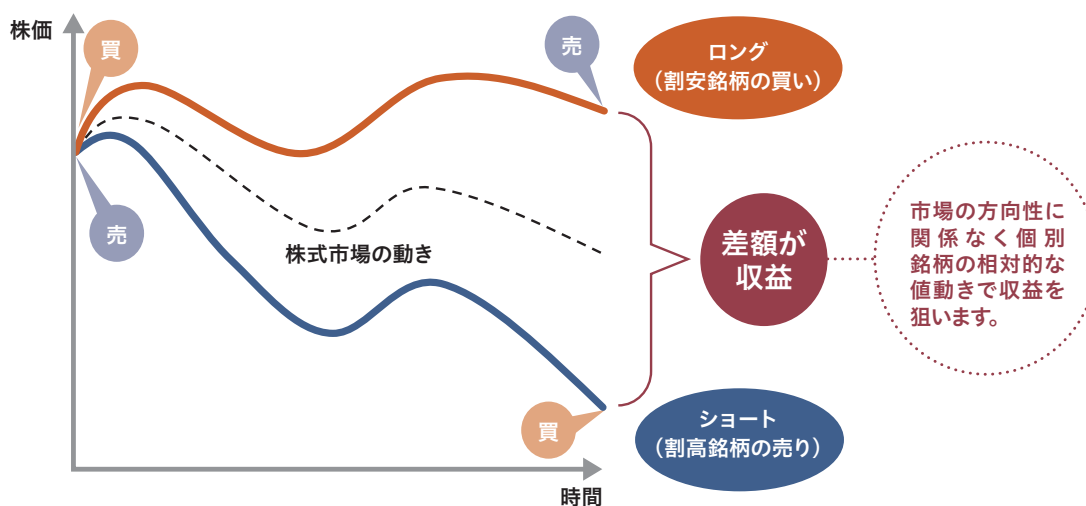 株価
買
売
売
買
株式市場の動き
時間
ロング
（割安銘柄の買い）
差額が
収益
ショート
（割高銘柄の売り）
市場の方向性に
関係なく個別
銘柄の相対的な
値動きで収益を
狙います。